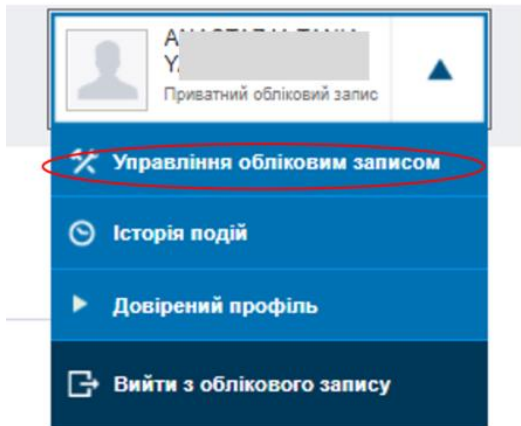 Приватний обліковий запис
Управління обліковим записом
Історія подій
Довірений профіль
Вийти з облікового запису